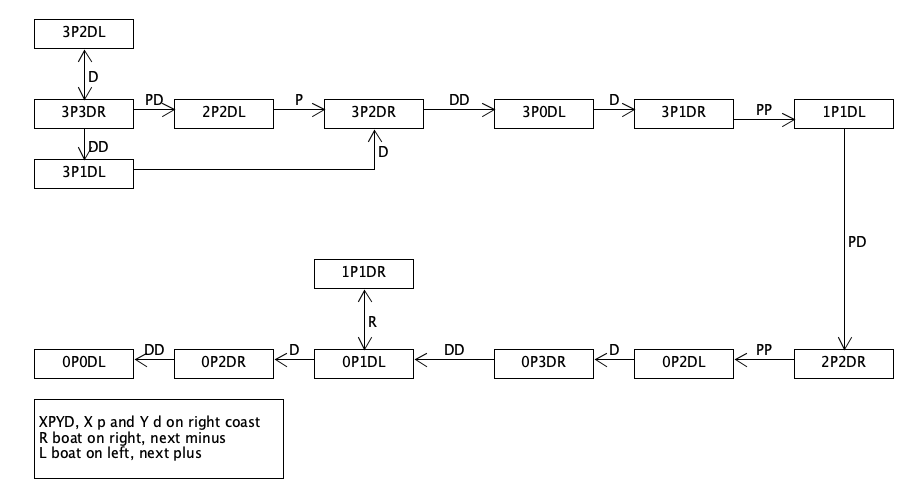 3P2DL
D
3P3DR
PD
2P2DL
P
3P2DR
DD
3P0DL
D
3P1DR
PP
1P1DL
DD
3P1DL
D
PD
1P1DR
R
0P0DL
DD
0P2DR
D
0P1DL
DD
0P3DR
D
0P2DL
PP
2P2DR
XPYD, X p and Y d on right coast
R boat on right, next minus
L boat on left, next plus